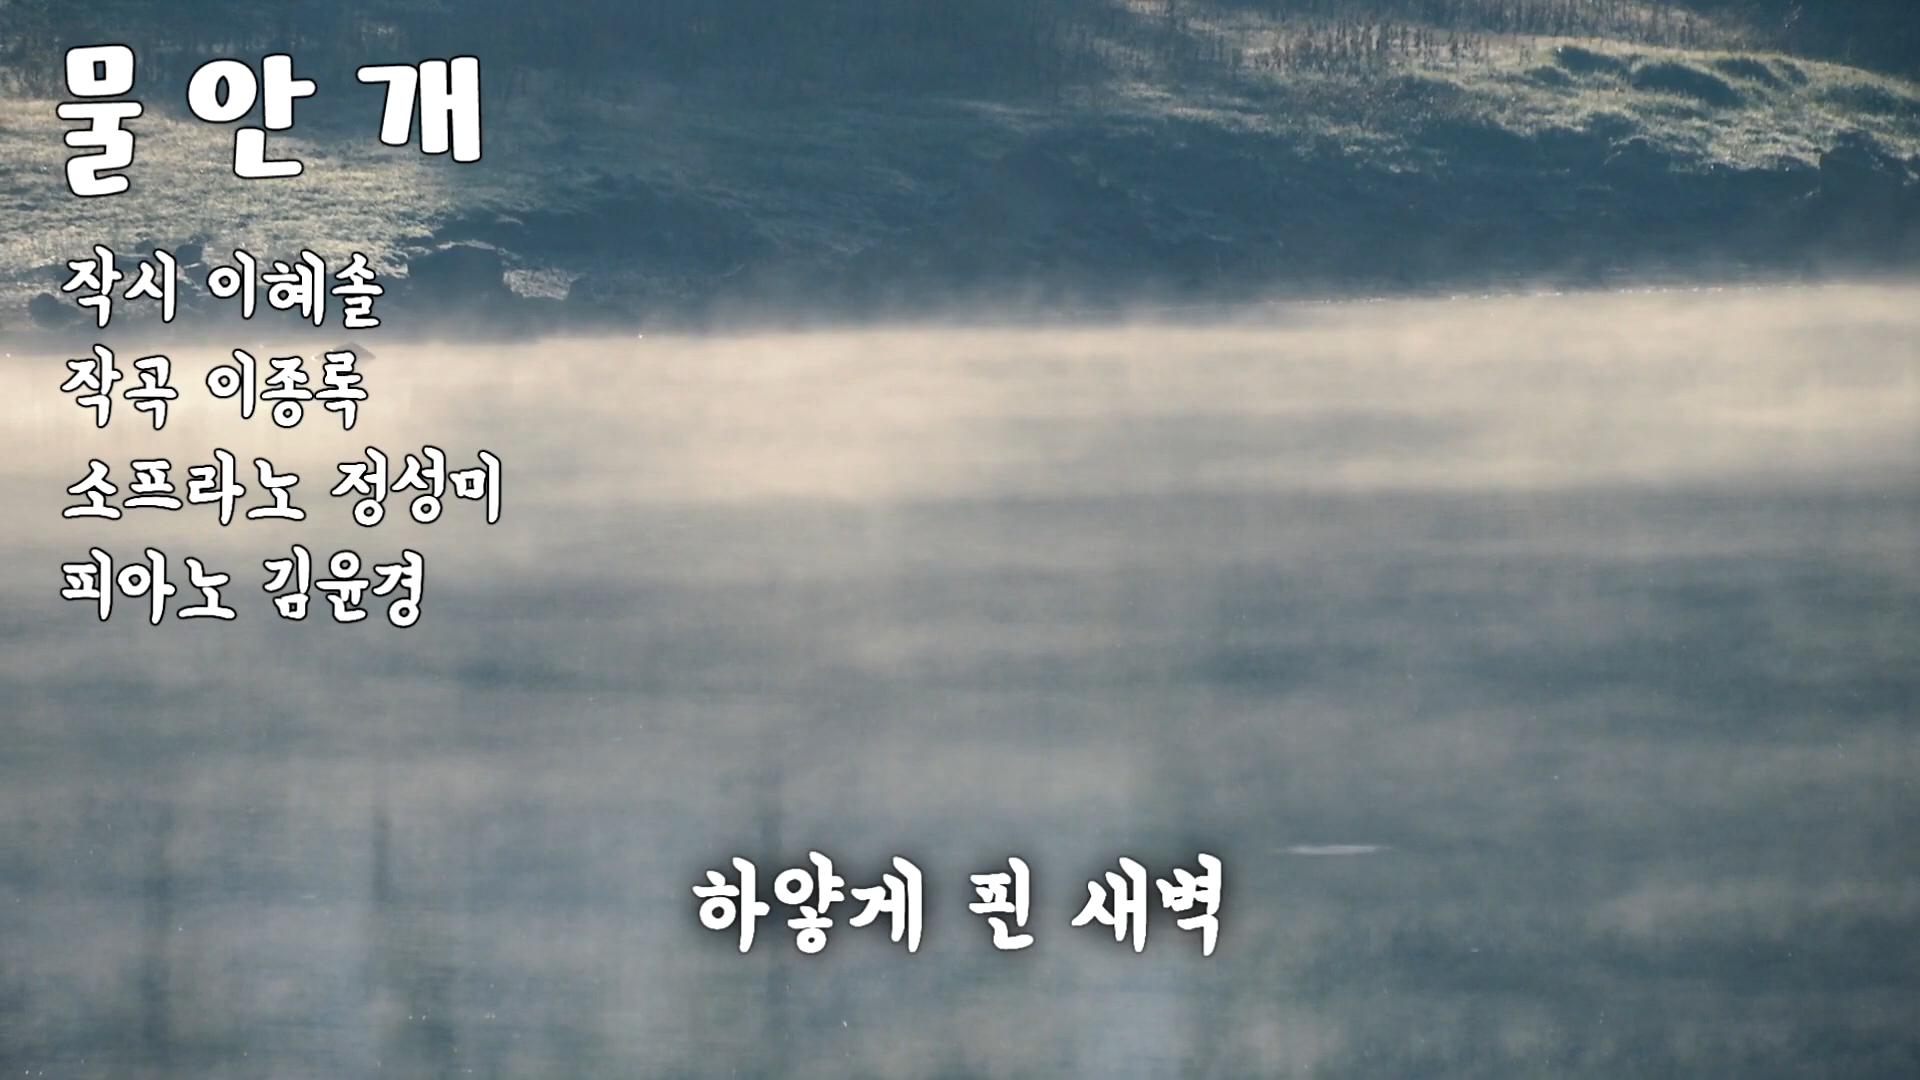 물안개
작시 이혜솔
작곡 이종록
소프라노 정성미
피아노 김윤경
하얗게 핀 새벽